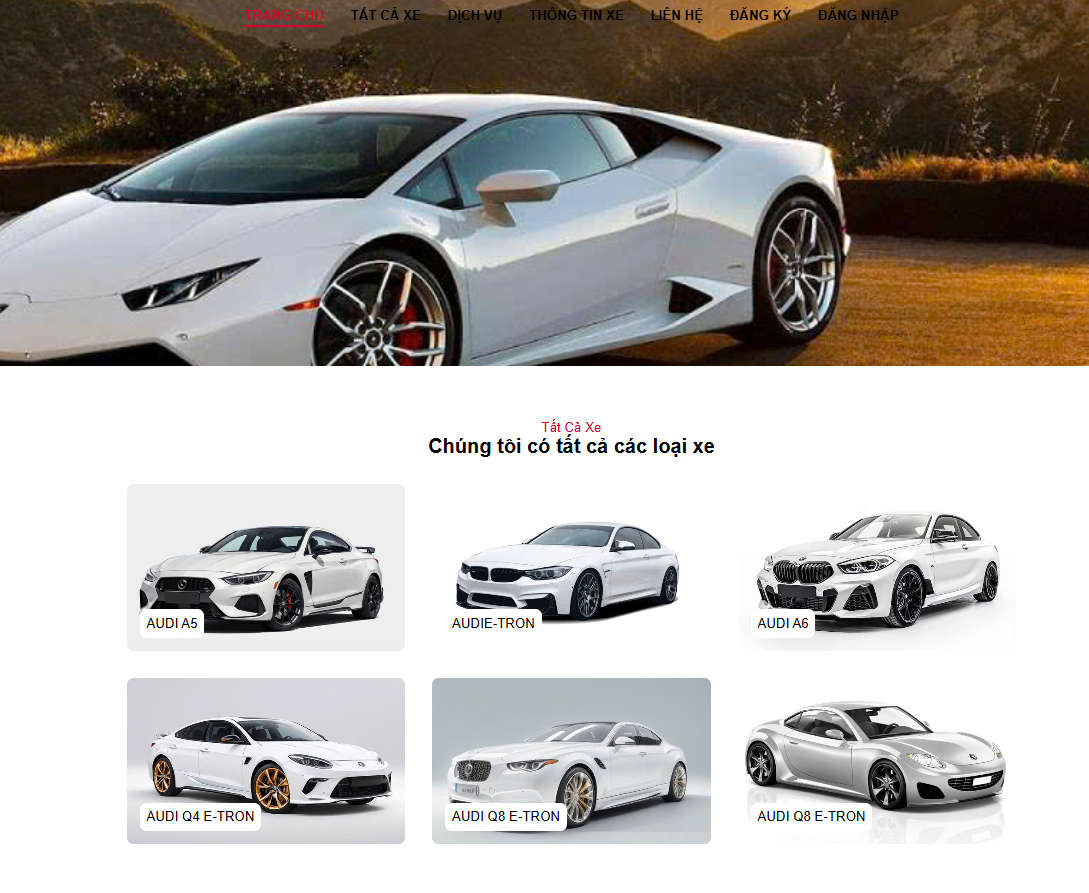 TRANG CHỦ TẤT CẢ XE DỊCH VỤ THÔNG TIN XE LIÊN HỆ ĐĂNG KÝ ĐĂNG NHẬP
Tất Cả Xe
Chúng tôi có tất cả các loại xe
AUDI A5
AUDIE-TRON
AUDI A6
AUDI Q4 E-TRON
AUDI Q8 E-TRON
AUDI Q8 E-TRON